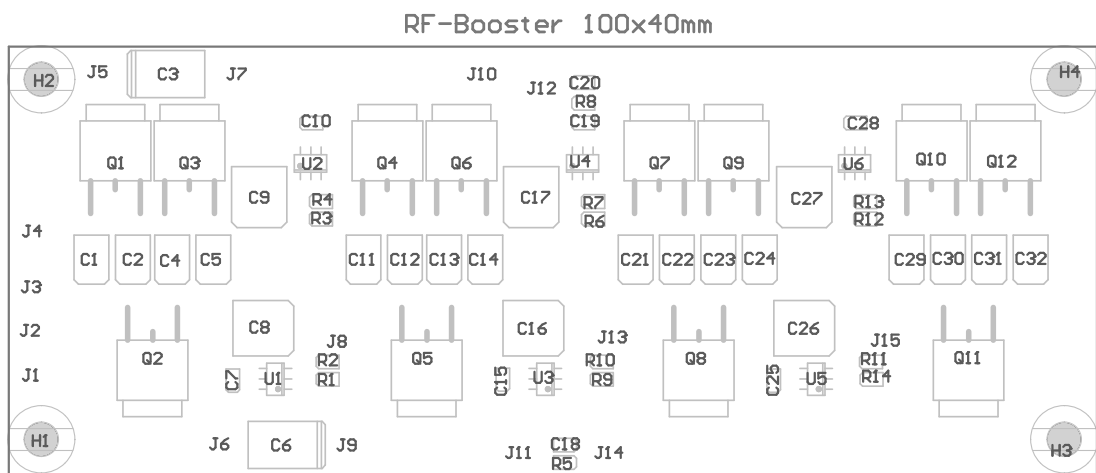 RF-Booster 100x40mm
H2 J5 C3 J7 J10 J12 C20 H4
R8
C10 C19 C28
Q1 Q3 U2 Q4 Q6 U4 Q7 Q9 U6 Q10 Q12
C9 R4 C17 R7 C27 R13
R3 R6 R12
J4
C1 C2 C4 C5 C11 C12 C13 C14 C21 C22 C23 C24 C29 C30 C31 C32
J3
J2 C8 J8 C16 J13 C26 J15
Q2 R2 Q5 R10 Q8 R11 Q11
J1 C7 U1 R1 C15 U3 R9 C25 U5 R14
H1 J6 C6 J9 J11 C18 J14 H3
R5